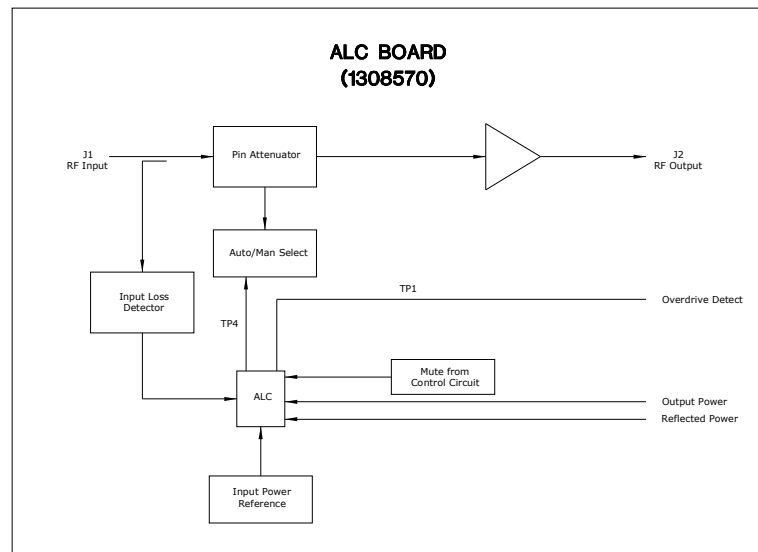 ALC BOARD
(1308570)
J1
RF Input
Pin Attenuator
J2
RF Output
Auto/Man Select
Input Loss
Detector
TP1
Overdrive Detect
TP4
Mute from
Control Circuit
ALC
Output Power
Reflected Power
Input Power
Reference